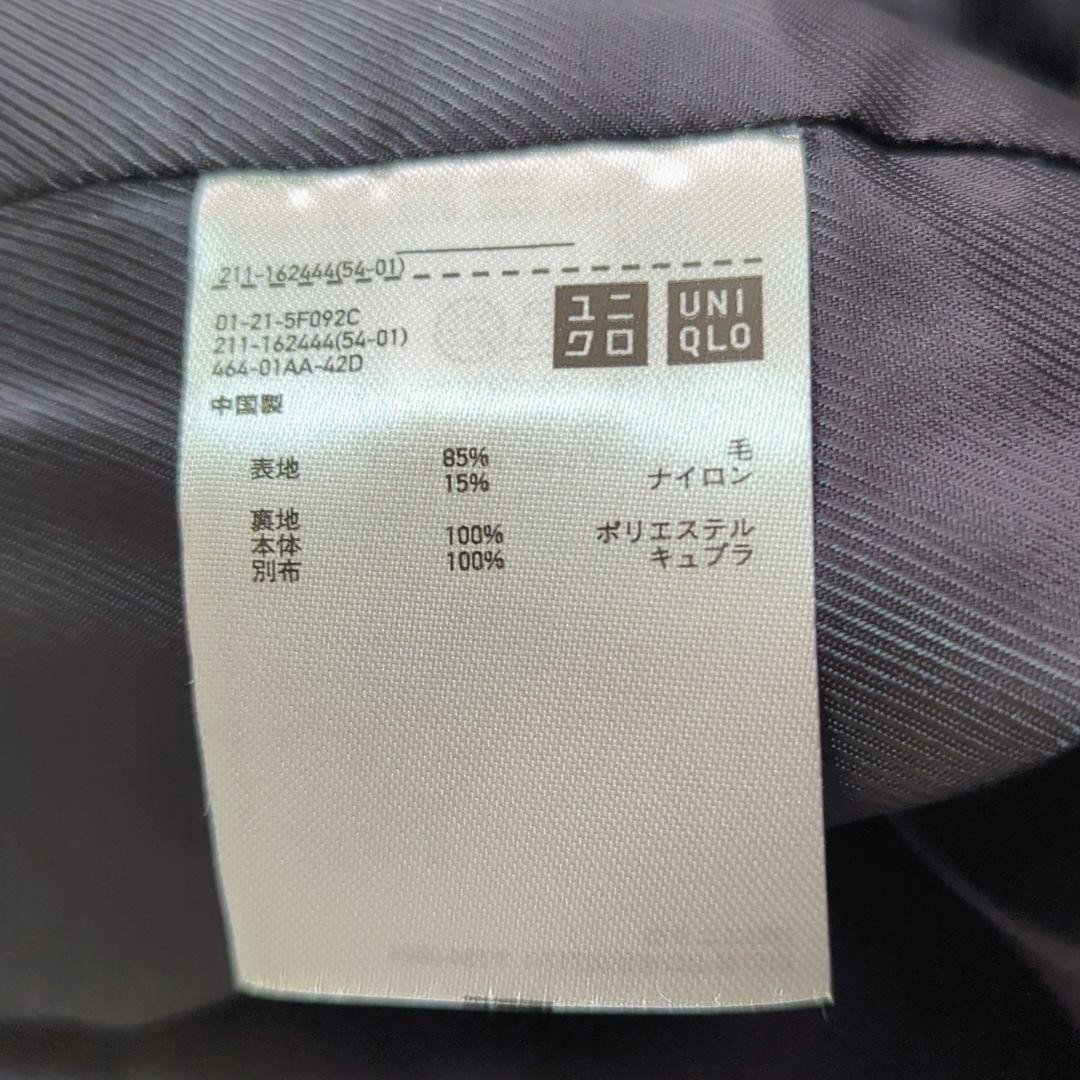 211-162444(54-01)
ユニ
クロ
UNI
QLO
01-21-5F092C
211-162444(54-01)
464-01AA-42D
中国製
表地 85% 毛
15% ナイロン
裏地
本体 100% ポリエステル
別布 100% キュプラ